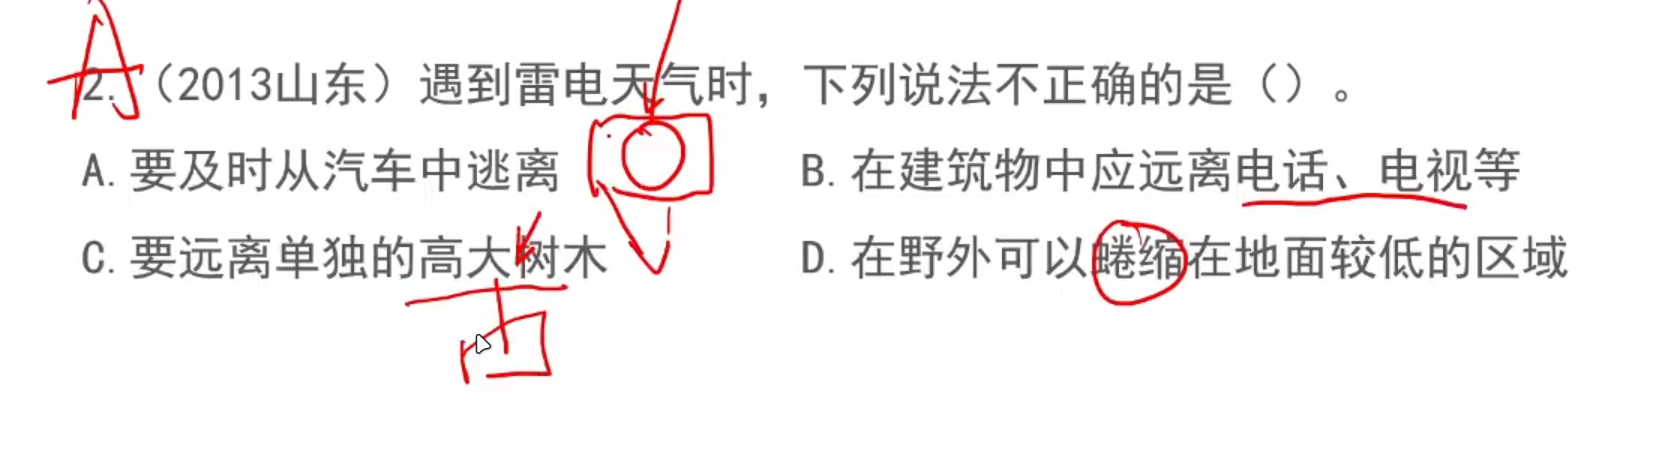 A
2.（2013山东）遇到雷电天气时，下列说法不正确的是（）。
A.要及时从汽车中逃离
B.在建筑物中应远离电话、电视等
C.要远离单独的高大树木
D.在野外可以蜷缩在地面较低的区域